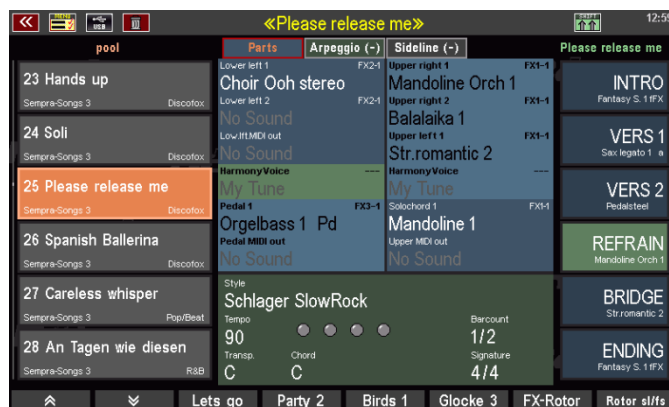 MENU
USB
«Please release me»
SHIFT
12:59
pool
Parts
Arpeggio (-)
Sideline (-)
Please release me
23 Hands up
Sempra-Songs 3 Discofox
24 Soli
Sempra-Songs 3 Discofox
25 Please release me
Sempra-Songs 3 Discofox
26 Spanish Ballerina
Sempra-Songs 3 Discofox
27 Careless whisper
Sempra-Songs 3 Pop/Beat
28 An Tagen wie diesen
Sempra-Songs 3 R&B
Lower left 1 FX2-1
Choir Ooh stereo
Lower left 2 FX2-1
No Sound
Low.lft.MIDI out
No Sound
HarmonyVoice ---
My Tune
Pedal 1 FX3-1
Orgelbass 1 Pd
Pedal MIDI out
No Sound
Upper right 1 FX1-1
Mandoline Orch 1
Upper right 2 FX1-1
Balalaika 1
Upper left 1 FX1-1
Str.romantic 2
HarmonyVoice ---
My Tune
Solochord 1 FX1-1
Mandoline 1
Upper MIDI out
No Sound
Style
Schlager SlowRock
Tempo Barcount
90 1/2
Transp. Chord Signature
C C 4/4
INTRO
Fantasy S. 1 fFX
VERS 1
Sax legato 1 a
VERS 2
Pedalsteel
REFRAIN
Mandoline Orch 1
BRIDGE
Str.romantic 2
ENDING
Fantasy S. 1 fFX
Lets go
Party 2
Birds 1
Glocke 3
FX-Rotor
Rotor sl/fs